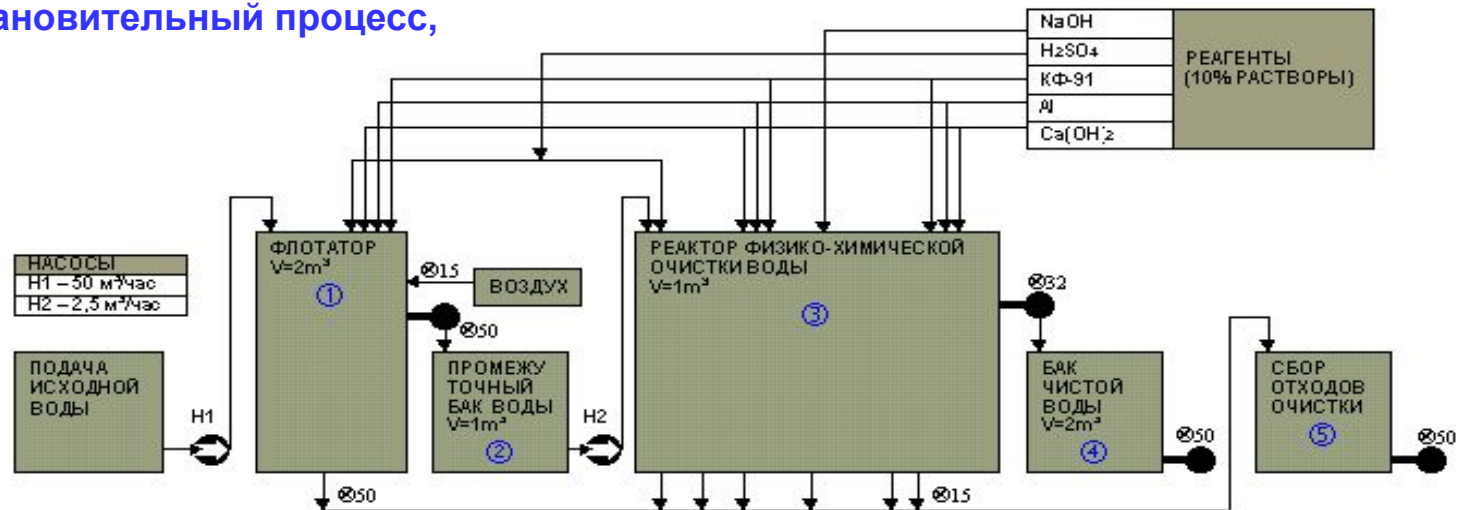 ановительный процесс,
NaOH
H₂SO₄
КФ-91
Al
Ca(OH)₂
РЕАГЕНТЫ
(10% РАСТВОРЫ)
НАСОСЫ
Н1 – 50 м³/час
Н2 – 2,5 м³/час
ПОДАЧА
ИСХОДНОЙ
ВОДЫ
Н1
ФЛОТАТОР
V=2m³
①
⊗50
⊗15
ВОЗДУХ
⊗50
ПРОМЕЖУ
ТОЧНЫЙ
БАК ВОДЫ
V=1m³
②
Н2
РЕАКТОР ФИЗИКО-ХИМИЧЕСКОЙ
ОЧИСТКИ ВОДЫ
V=1m³
③
⊗15
⊗32
БАК
ЧИСТОЙ
ВОДЫ
V=2m³
④
⊗50
СБОР
ОТХОДОВ
ОЧИСТКИ
⑤
⊗50